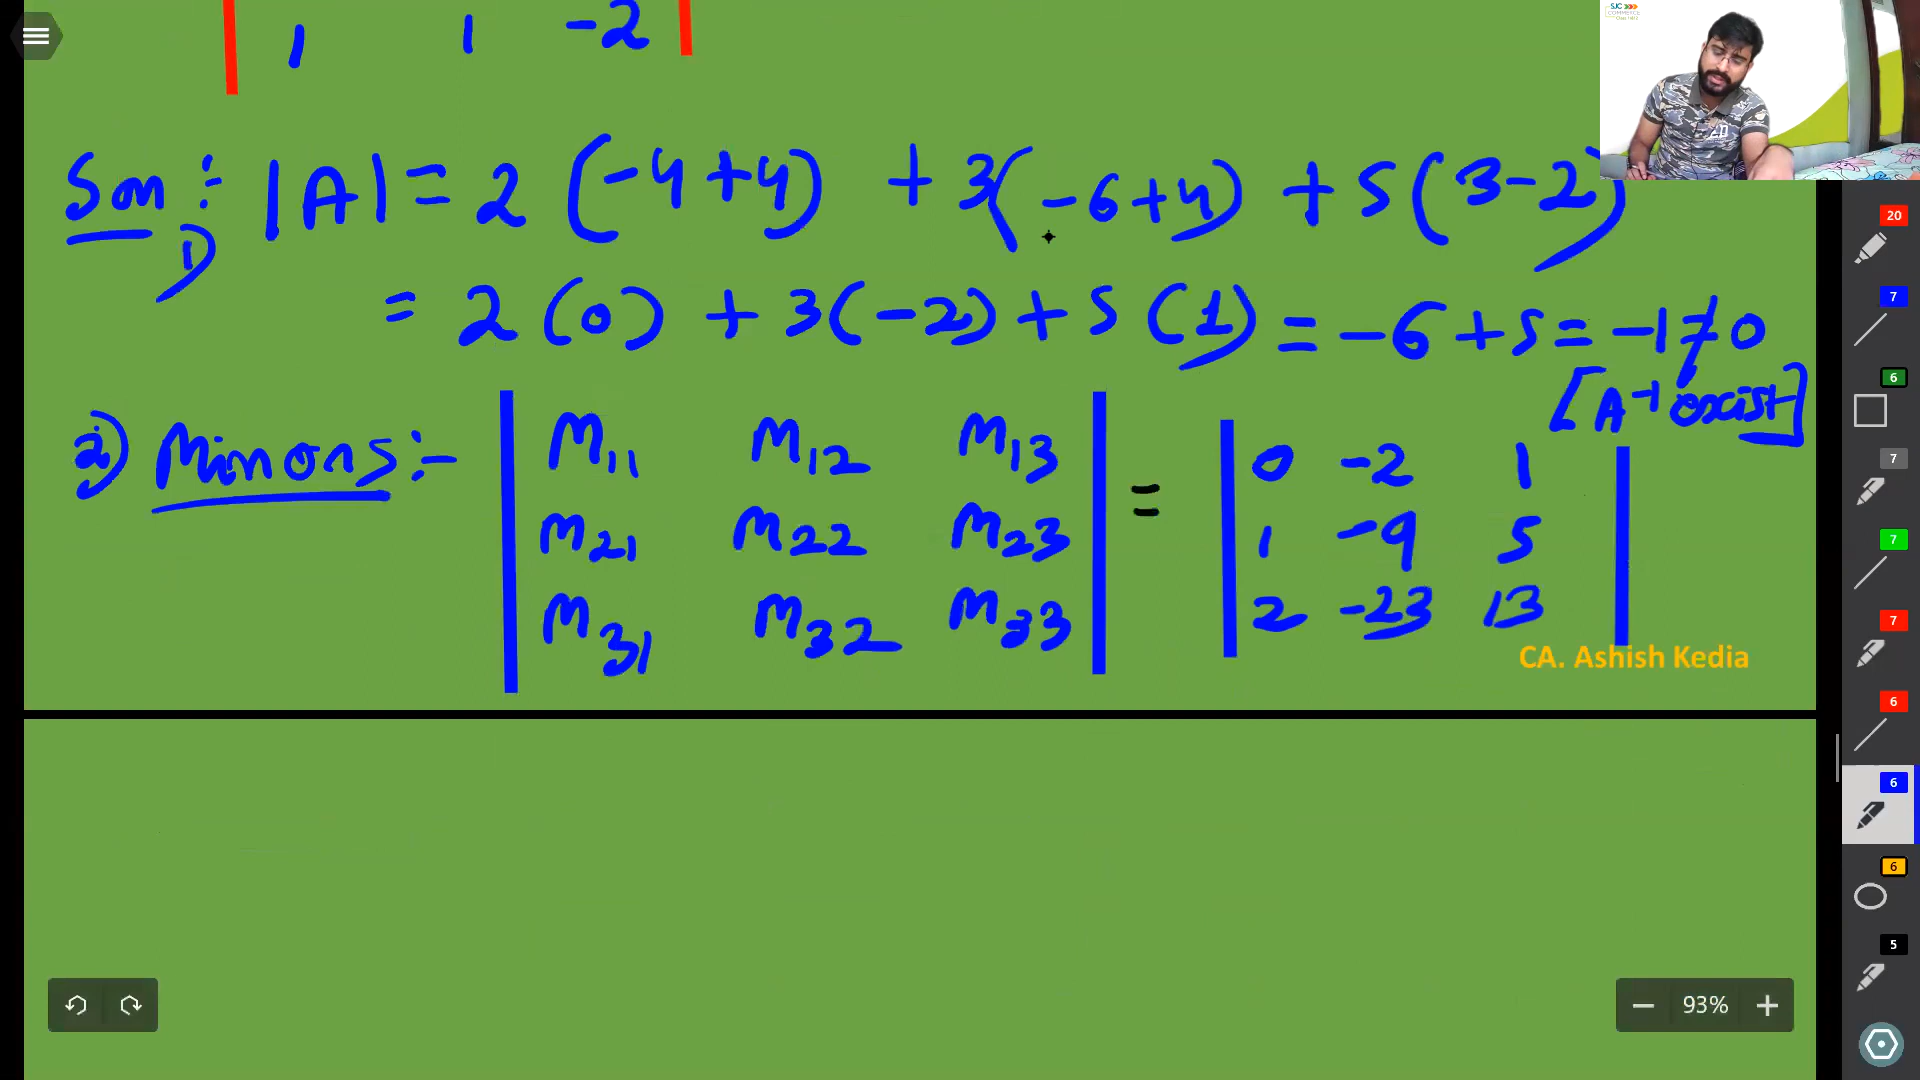 1 1 -2
SJC
COMMERCE
Soln :-
1) |A| = 2 (-4+4) + 3(-6+4) + 5(3-2)
= 2(0) + 3(-2) + 5(1) = -6+5 = -1≠0
[A⁻¹ exist]
2) Minors :-
M11 M12 M13
M21 M22 M23
M31 M32 M33
=
0 -2 1
1 -9 5
2 -23 13
CA. Ashish Kedia
20
7
6
7
7
7
6
6
6
5
93%